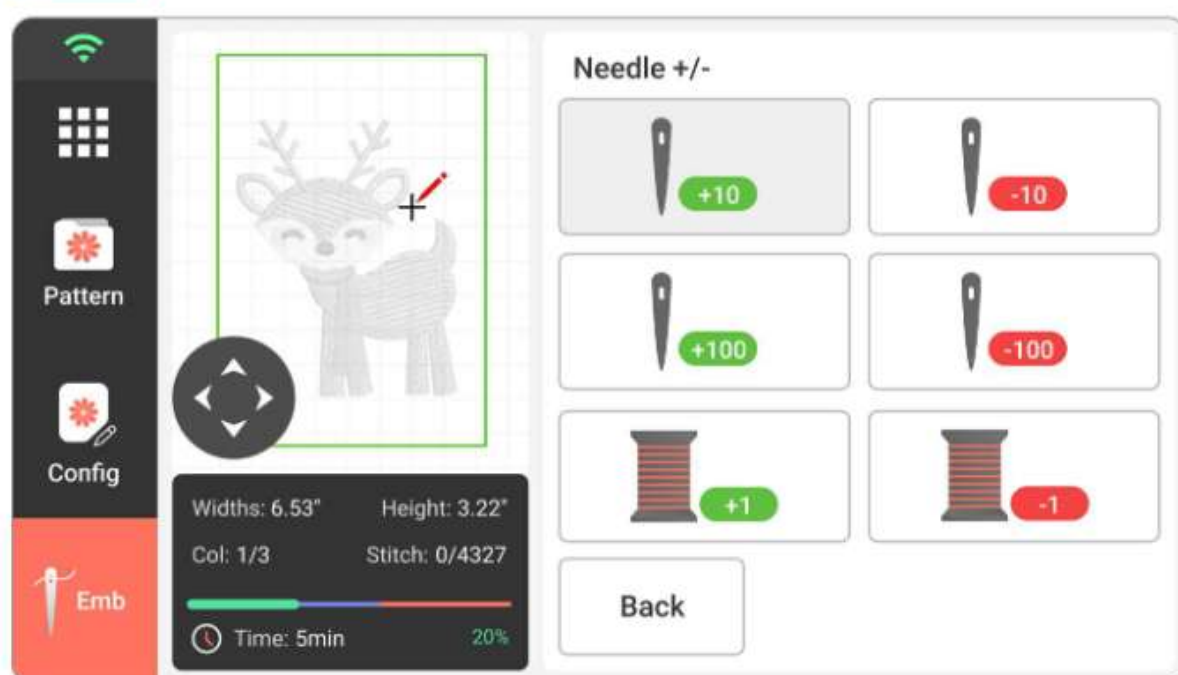 Pattern
Config
Emb
Widths: 6.53" Height: 3.22"
Col: 1/3 Stitch: 0/4327
Time: 5min 20%
Needle +/-
+10 -10
+100 -100
+1 -1
Back